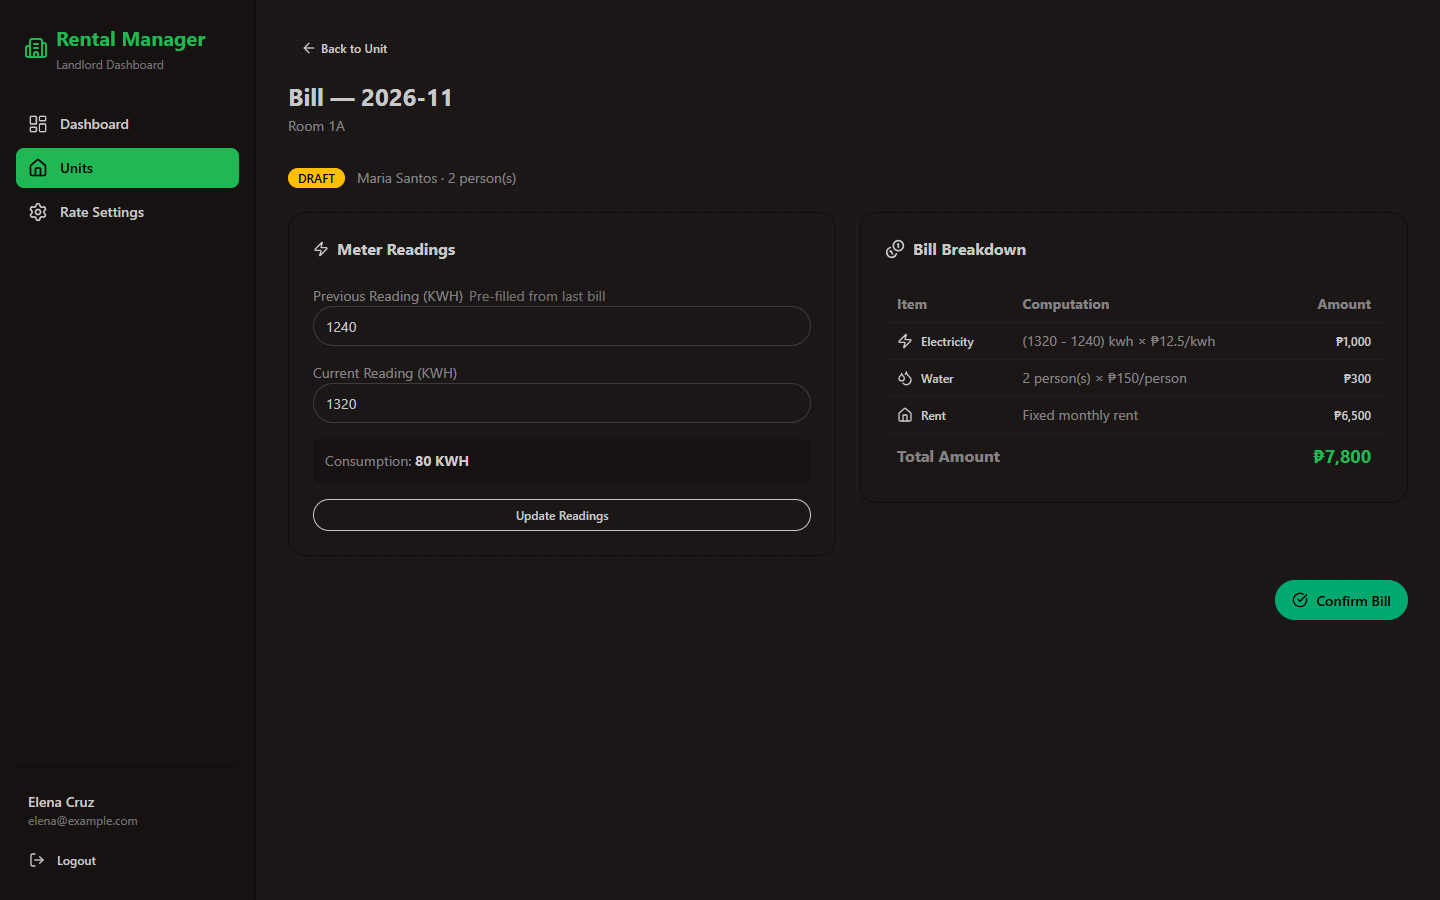 Rental Manager
Landlord Dashboard
Dashboard
Units
Rate Settings
Elena Cruz
elena@example.com
Logout
Back to Unit
Bill — 2026-11
Room 1A
DRAFT Maria Santos · 2 person(s)
Meter Readings
Previous Reading (KWH) Pre-filled from last bill
1240
Current Reading (KWH)
1320
Consumption: 80 KWH
Update Readings
Bill Breakdown
Item Computation Amount
Electricity (1320 - 1240) kwh × ₱12.5/kwh ₱1,000
Water 2 person(s) × ₱150/person ₱300
Rent Fixed monthly rent ₱6,500
Total Amount ₱7,800
Confirm Bill